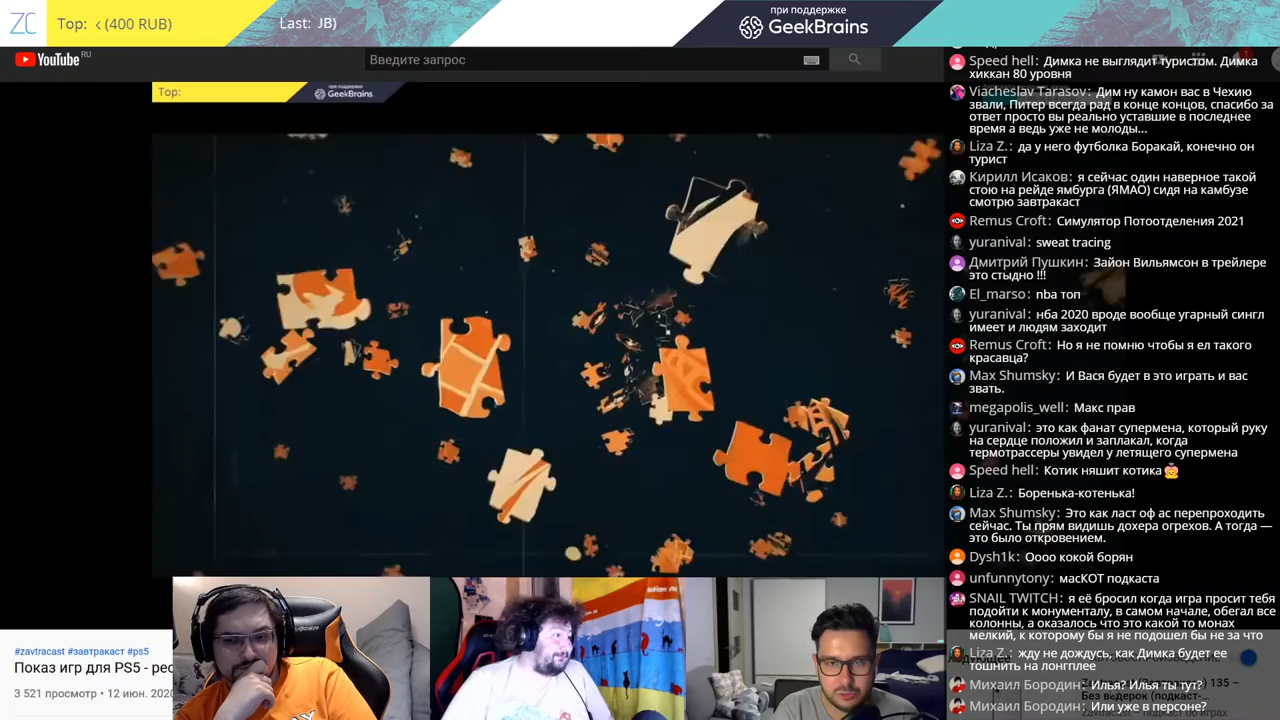 ZC Top: < (400 RUB) Last: JB)
при поддержке
GeekBrains
YouTube RU
Введите запрос
Top:
при поддержке
GeekBrains
Speed hell: Димка не выглядит туристом. Димка
хиккан 80 уровня
Viacheslav Tarasov: Дим ну камон вас в Чехию
звали, Питер всегда рад в конце концов, спасибо за
ответ просто вы реально уставшие в последнее
время а ведь уже не молоды...
Liza Z.: да у него футболка Боракай, конечно он
турист
Кирилл Исаков: я сейчас один наверное такой
стою на рейде ямбурга (ЯМАО) сидя на камбузе
смотрю завтракаст
Remus Croft: Симулятор Потоотделения 2021
yuranival: sweat tracing
Дмитрий Пушкин: Зайон Вильямсон в трейлере
это стыдно !!!
El_marso: nba топ
yuranival: нба 2020 вроде вообще угарный сингл
имеет и людям заходит
Remus Croft: Но я не помню чтобы я ел такого
красавца?
Max Shumsky: И Вася будет в это играть и вас
звать.
megapolis_well: Макс прав
yuranival: это как фанат супермена, который руку
на сердце положил и заплакал, когда
термотрассеры увидел у летящего супермена
Speed hell: Котик няшит котика
Liza Z.: Боренька-котенька!
Max Shumsky: Это как ласт оф ас перепроходить
сейчас. Ты прям видишь дохера огрехов. А тогда —
это было откровением.
Dysh1k: Оооо кокой борян
unfunnytony: масКОТ подкаста
SNAIL TWITCH: я её бросил когда игра просит тебя
подойти к монументалу, в самом начале, обегал все
колонны, а оказалось что это какой то монах
мелкий, к которому бы я не подошел бы не за что
Liza Z.: жду не дождусь, как Димка будет ее
тошнить на лонгплее
Михаил Бородин: Илья? Илья ты тут?
Михаил Бородин: Или уже в персоне?
#zavtracast #завтракаст #ps5
Показ игр для PS5 - рес
3 521 просмотр • 12 июн. 2020
135 –
Без ведерок (подкаст-...